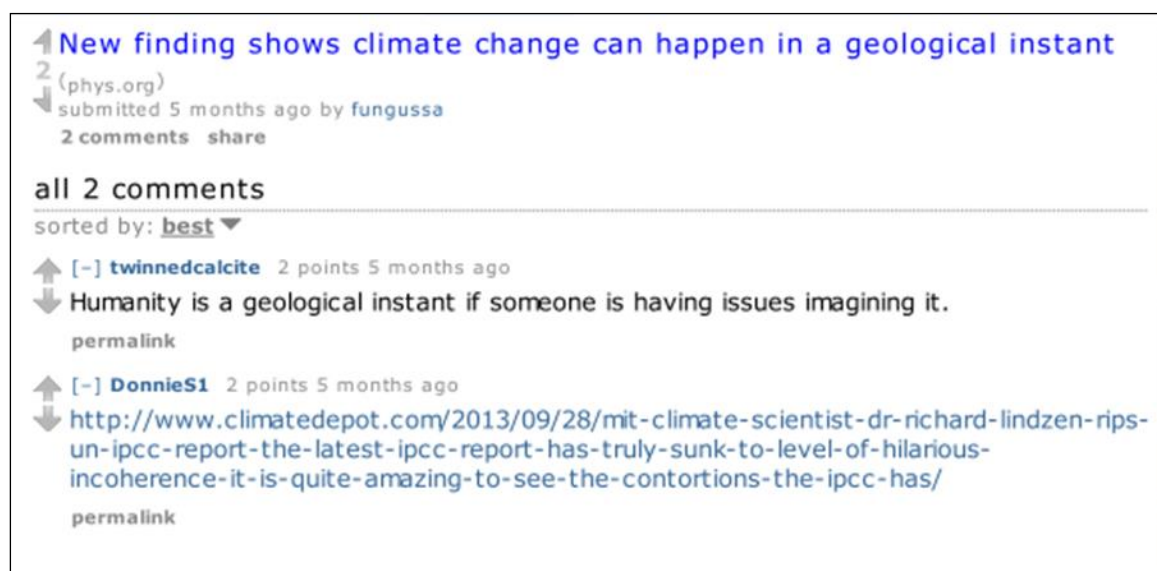 New finding shows climate change can happen in a geological instant
2
(phys.org)
submitted 5 months ago by fungussa
2 comments share
all 2 comments
sorted by: best
[-] twinnedcalcite 2 points 5 months ago
Humanity is a geological instant if someone is having issues imagining it.
permalink
[-] DonnieS1 2 points 5 months ago
http://www.climatedepot.com/2013/09/28/mit-climate-scientist-dr-richard-lindzen-rips-
un-ipcc-report-the-latest-ipcc-report-has-truly-sunk-to-level-of-hilarious-
incoherence-it-is-quite-amazing-to-see-the-contortions-the-ipcc-has/
permalink